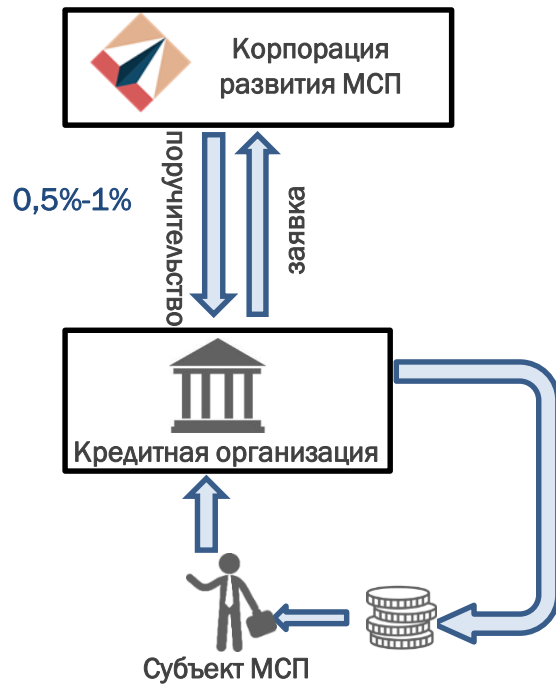 Корпорация
развития МСП
поручительство
заявка
0,5%-1%
Кредитная организация
Субъект МСП